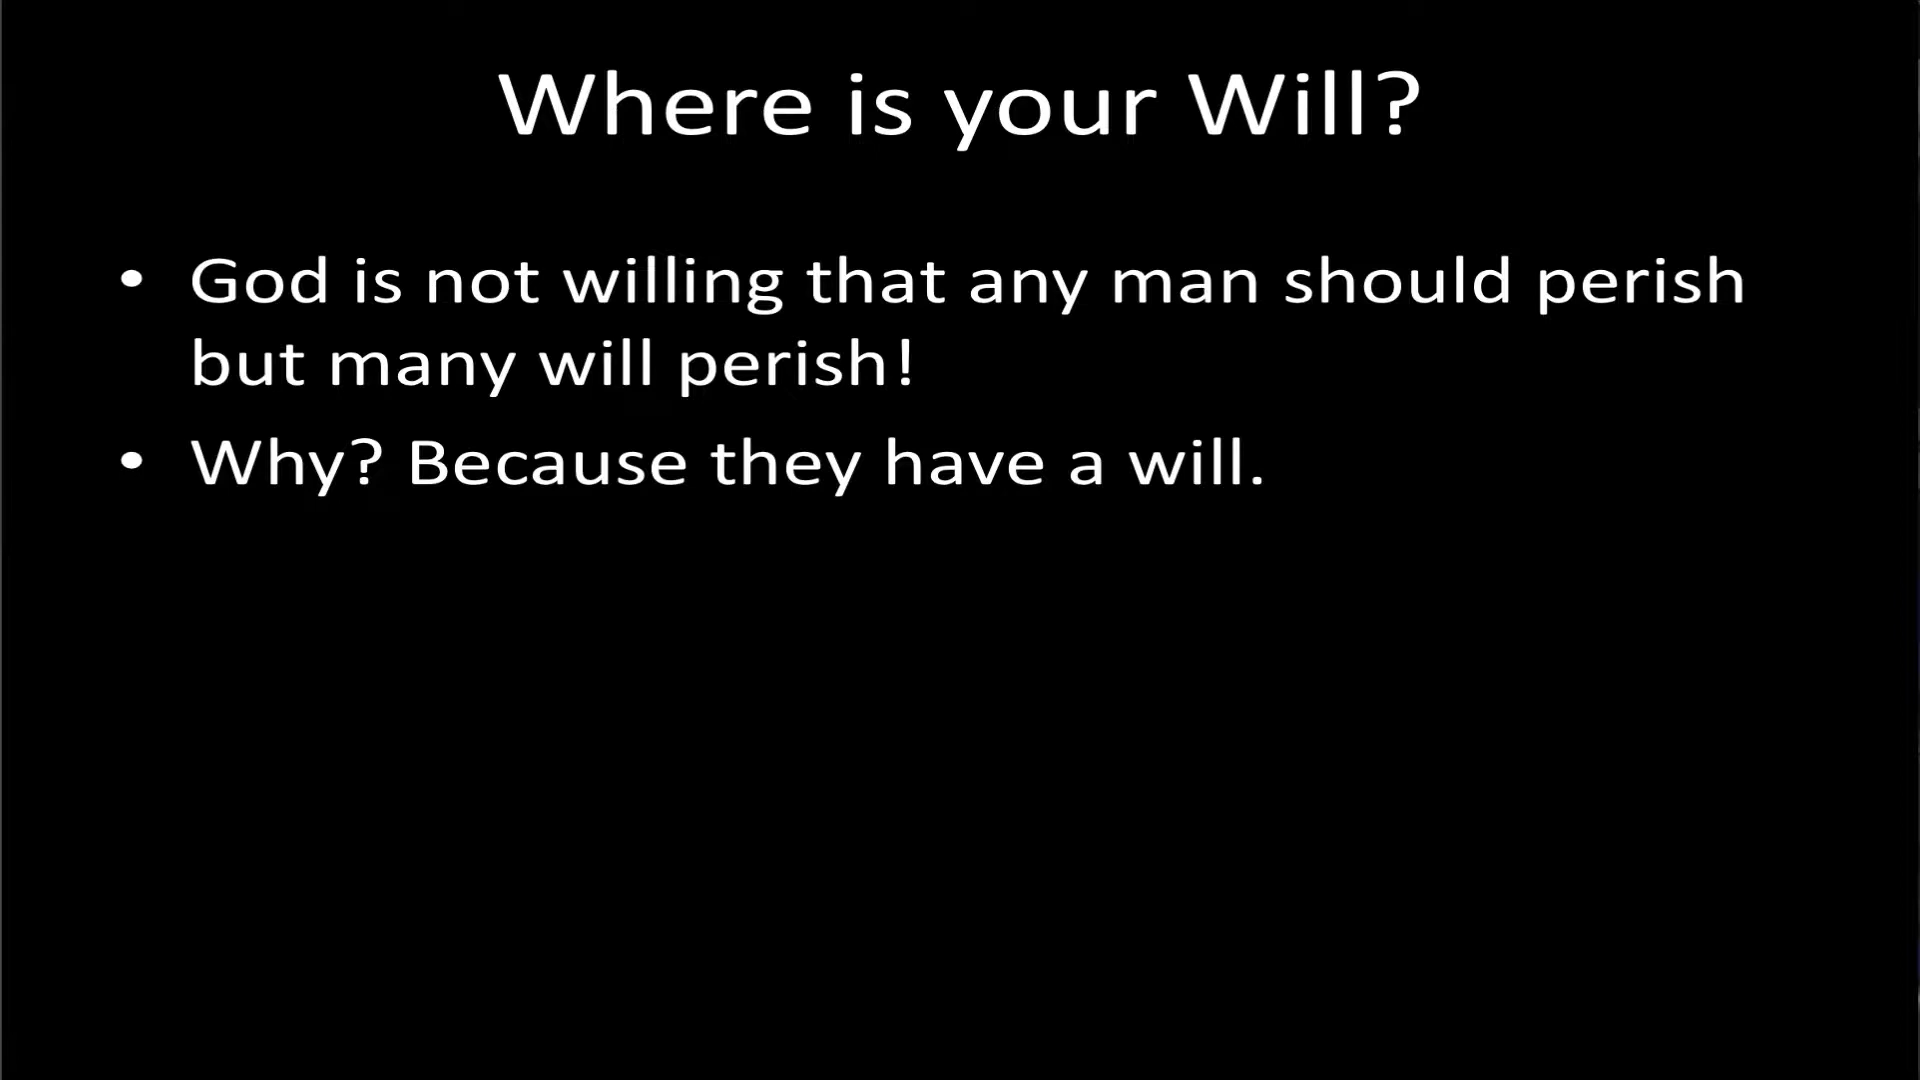 Where is your Will?
• God is not willing that any man should perish
but many will perish!
• Why? Because they have a will.